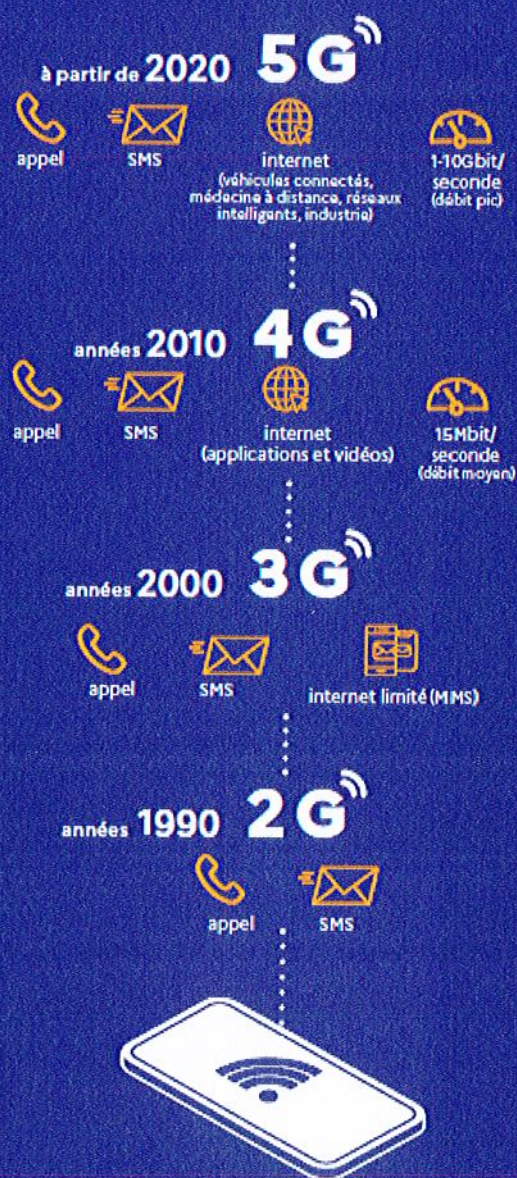 à partir de 2020 5G
appel
SMS
internet
(véhicules connectés,
médecine à distance, réseaux
intelligents, industrie)
1-10Gbit/
seconde
(débit pic)
années 2010 4G
appel
SMS
internet
(applications et vidéos)
15Mbit/
seconde
(débit moyen)
années 2000 3G
appel
SMS
internet limité (MMS)
années 1990 2G
appel
SMS